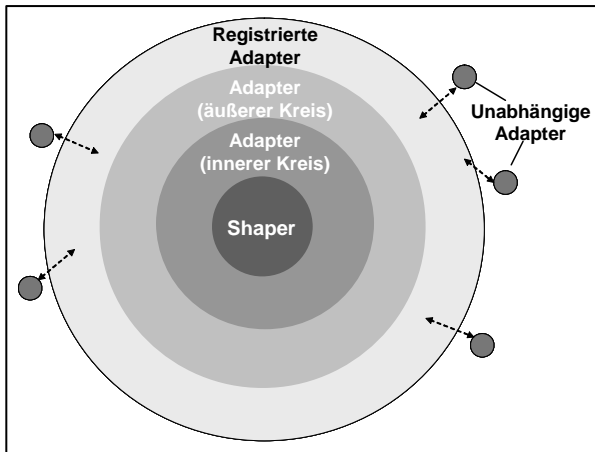 Registrierte
Adapter
Adapter
(äußerer Kreis)
Adapter
(innerer Kreis)
Shaper
Unabhängige
Adapter